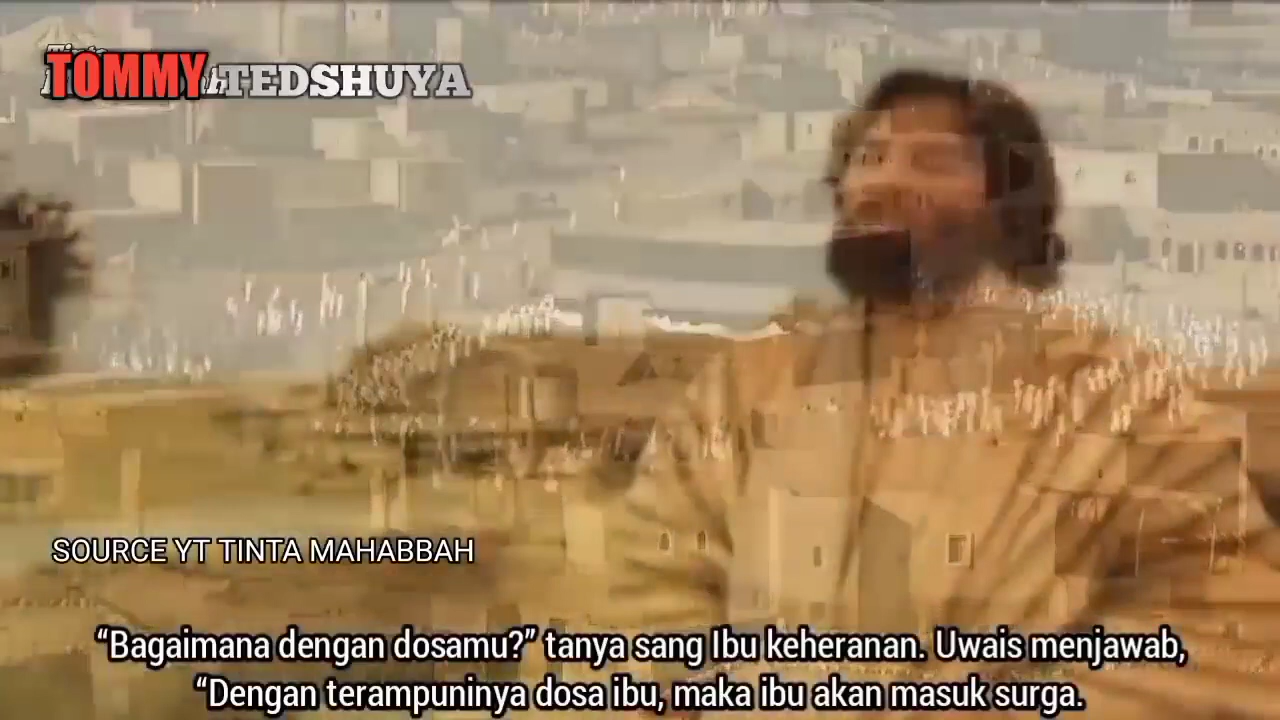 TOMMY TEDSHUYA
SOURCE YT TINTA MAHABBAH
“Bagaimana dengan dosamu?” tanya sang Ibu keheranan. Uwais menjawab,
“Dengan terampuninya dosa ibu, maka ibu akan masuk surga.